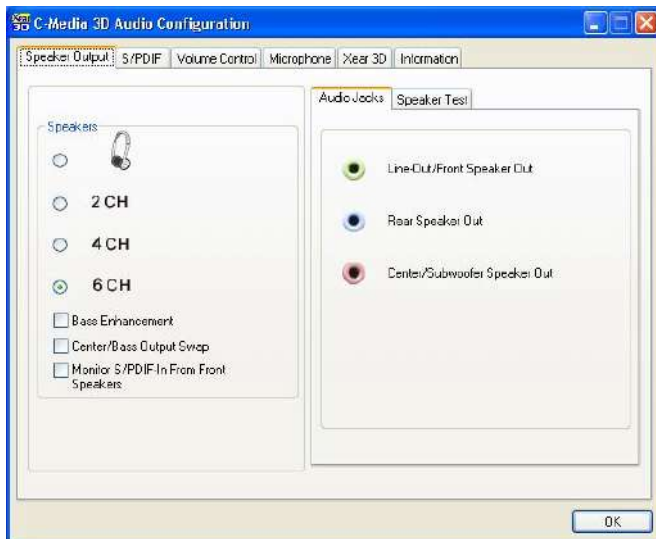 Xear 3D C-Media 3D Audio Configuration
Speaker Output S/PDIF Volume Control Microphone Xear 3D Information
Speakers
2 CH
4 CH
6 CH
Bass Enhancement
Center/Bass Output Swap
Monitor S/PDIF-In From Front
Speakers
Audio Jacks Speaker Test
Line-Out/Front Speaker Out
Rear Speaker Out
Center/Subwoofer Speaker Out
OK